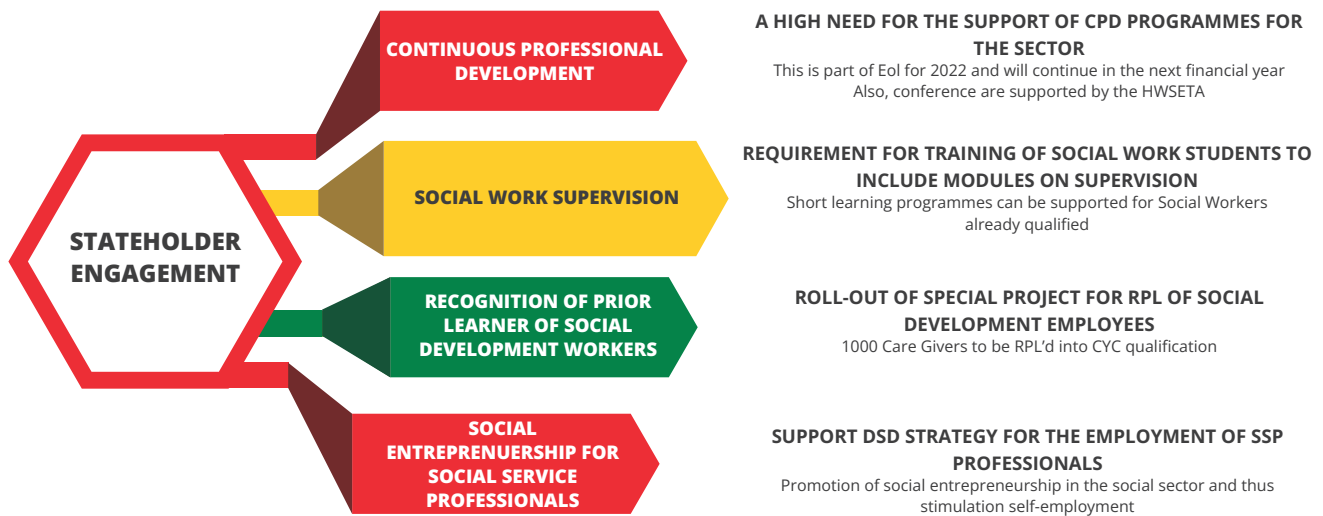 STATEHOLDER
ENGAGEMENT
CONTINUOUS PROFESSIONAL
DEVELOPMENT
A HIGH NEED FOR THE SUPPORT OF CPD PROGRAMMES FOR
THE SECTOR
This is part of EoI for 2022 and will continue in the next financial year
Also, conference are supported by the HWSETA
SOCIAL WORK SUPERVISION
REQUIREMENT FOR TRAINING OF SOCIAL WORK STUDENTS TO
INCLUDE MODULES ON SUPERVISION
Short learning programmes can be supported for Social Workers
already qualified
RECOGNITION OF PRIOR
LEARNER OF SOCIAL
DEVELOPMENT WORKERS
ROLL-OUT OF SPECIAL PROJECT FOR RPL OF SOCIAL
DEVELOPMENT EMPLOYEES
1000 Care Givers to be RPL’d into CYC qualification
SOCIAL
ENTREPRENUERSHIP FOR
SOCIAL SERVICE
PROFESSIONALS
SUPPORT DSD STRATEGY FOR THE EMPLOYMENT OF SSP
PROFESSIONALS
Promotion of social entrepreneurship in the social sector and thus
stimulation self-employment